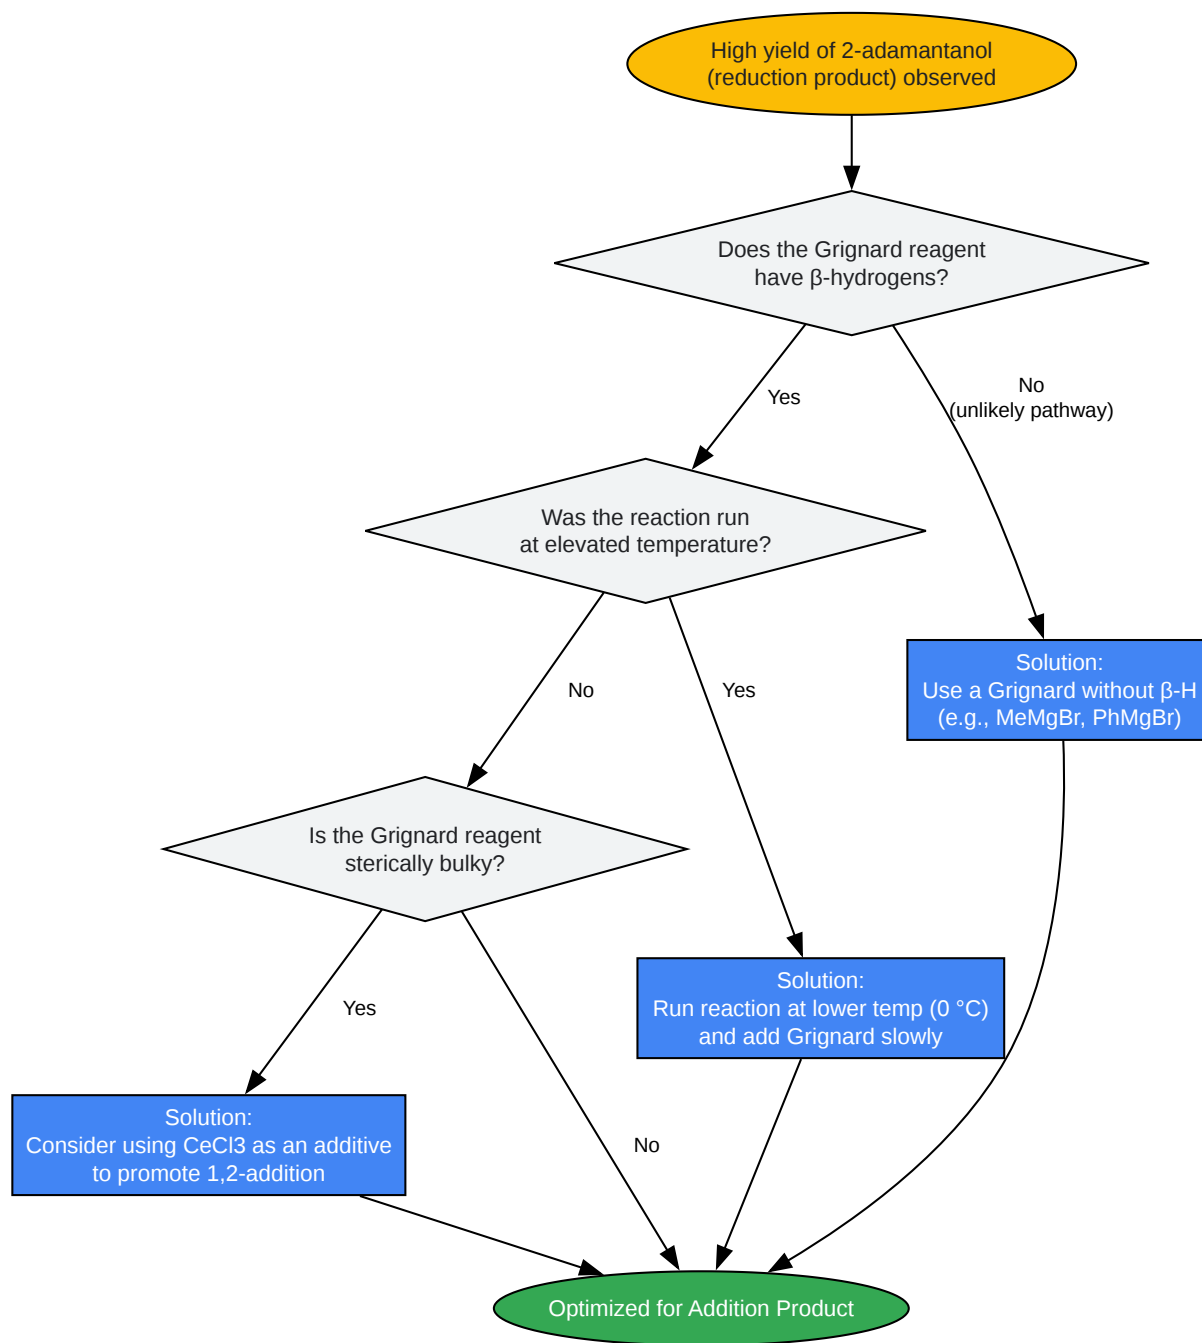 High yield of 2-adamantanol
(reduction product) observed
Does the Grignard reagent
have β-hydrogens?
Yes
No
(unlikely pathway)
Was the reaction run
at elevated temperature?
No
Yes
Solution:
Use a Grignard without β-H
(e.g., MeMgBr, PhMgBr)
Is the Grignard reagent
sterically bulky?
Yes
No
Solution:
Run reaction at lower temp (0 °C)
and add Grignard slowly
Solution:
Consider using CeCl3 as an additive
to promote 1,2-addition
Optimized for Addition Product